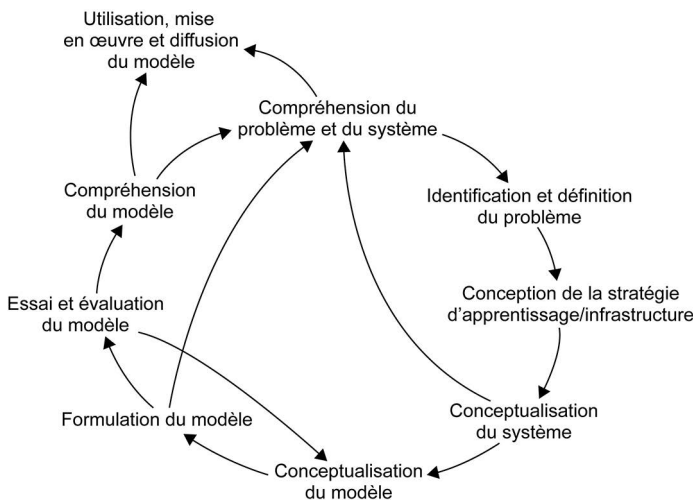 Utilisation, mise
en œuvre et diffusion
du modèle
Compréhension du
problème et du système
Identification et définition
du problème
Conception de la stratégie
d’apprentissage/infrastructure
Conceptualisation
du système
Conceptualisation
du modèle
Formulation du modèle
Essai et évaluation
du modèle
Compréhension
du modèle